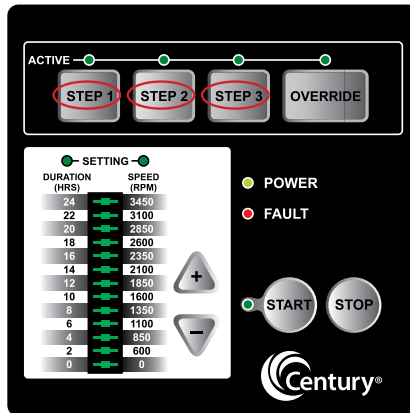 ACTIVE
STEP 1 STEP 2 STEP 3 OVERRIDE
SETTING
DURATION (HRS) SPEED (RPM)
24 3450
22 3100
20 2850
18 2600
16 2350
14 2100
12 1850
10 1600
8 1350
6 1100
4 850
2 600
0 0
+
−
POWER
FAULT
START STOP
Century®